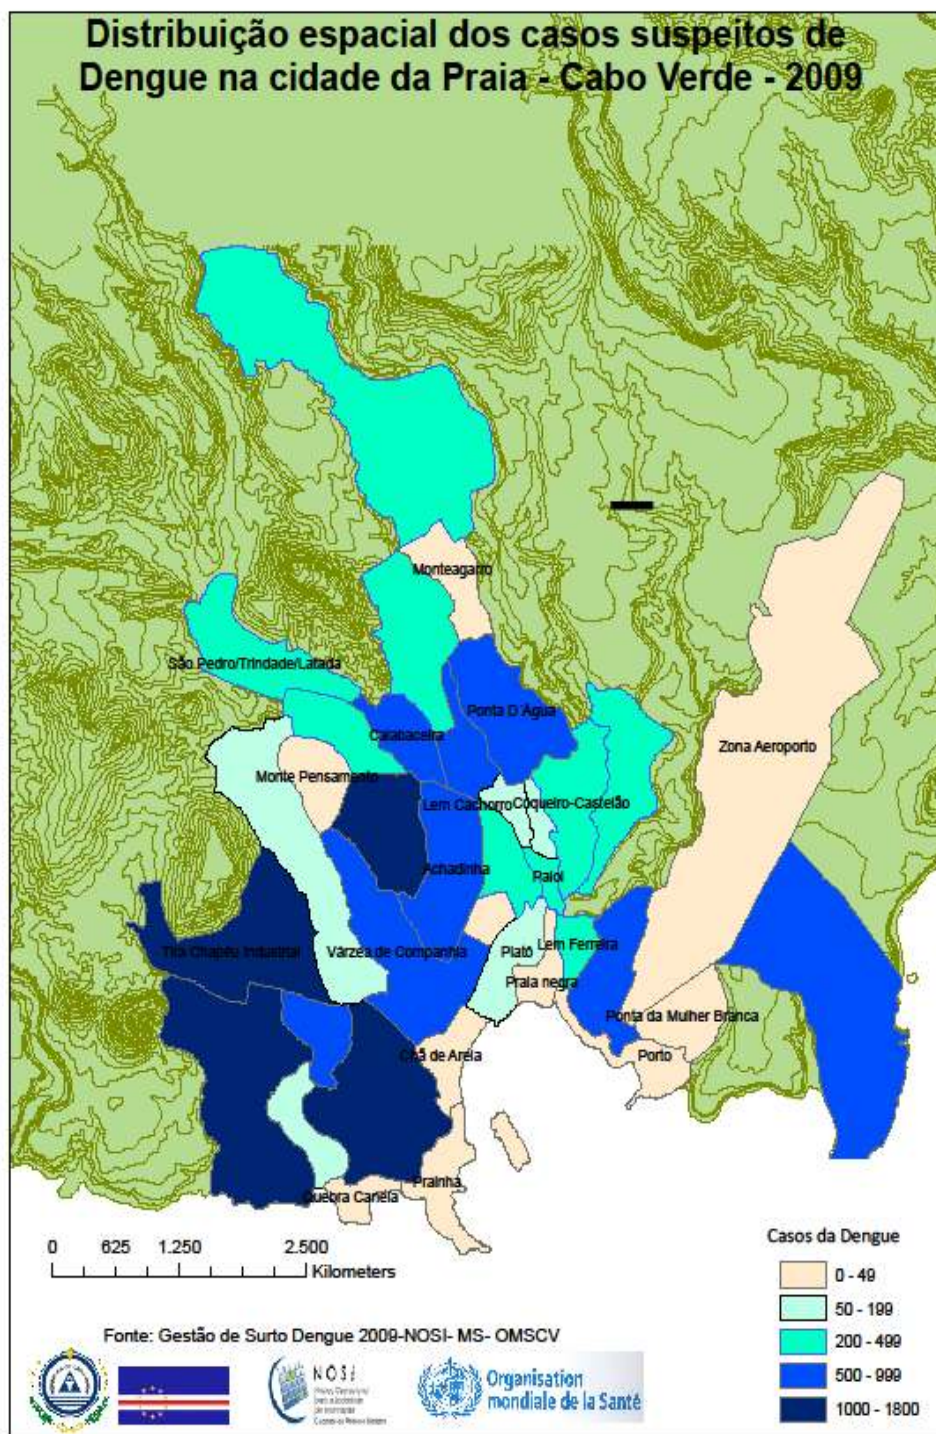 Distribuição espacial dos casos suspeitos de
Dengue na cidade da Praia - Cabo Verde - 2009
Monteagarro
São Pedro/Trindade/Latada
Ponta D'Água
Calabaceira
Zona Aeroporto
Monte Pensamento
Lem Cachorro
Coqueiro-Castelão
Achadinha
Paiol
Tira Chapéu Industrial
Várzea de Companhia
Platô
Lem Ferreira
Praia negra
Ponta da Mulher Branca
Chã de Areia
Porto
Prainha
Quebra Canela
0 625 1.250 2.500
Kilometers
Casos da Dengue
0 - 49
50 - 199
200 - 499
500 - 999
1000 - 1800
Fonte: Gestão de Surto Dengue 2009-NOSI- MS- OMSCV
NOSi
Organisation
mondiale de la Santé